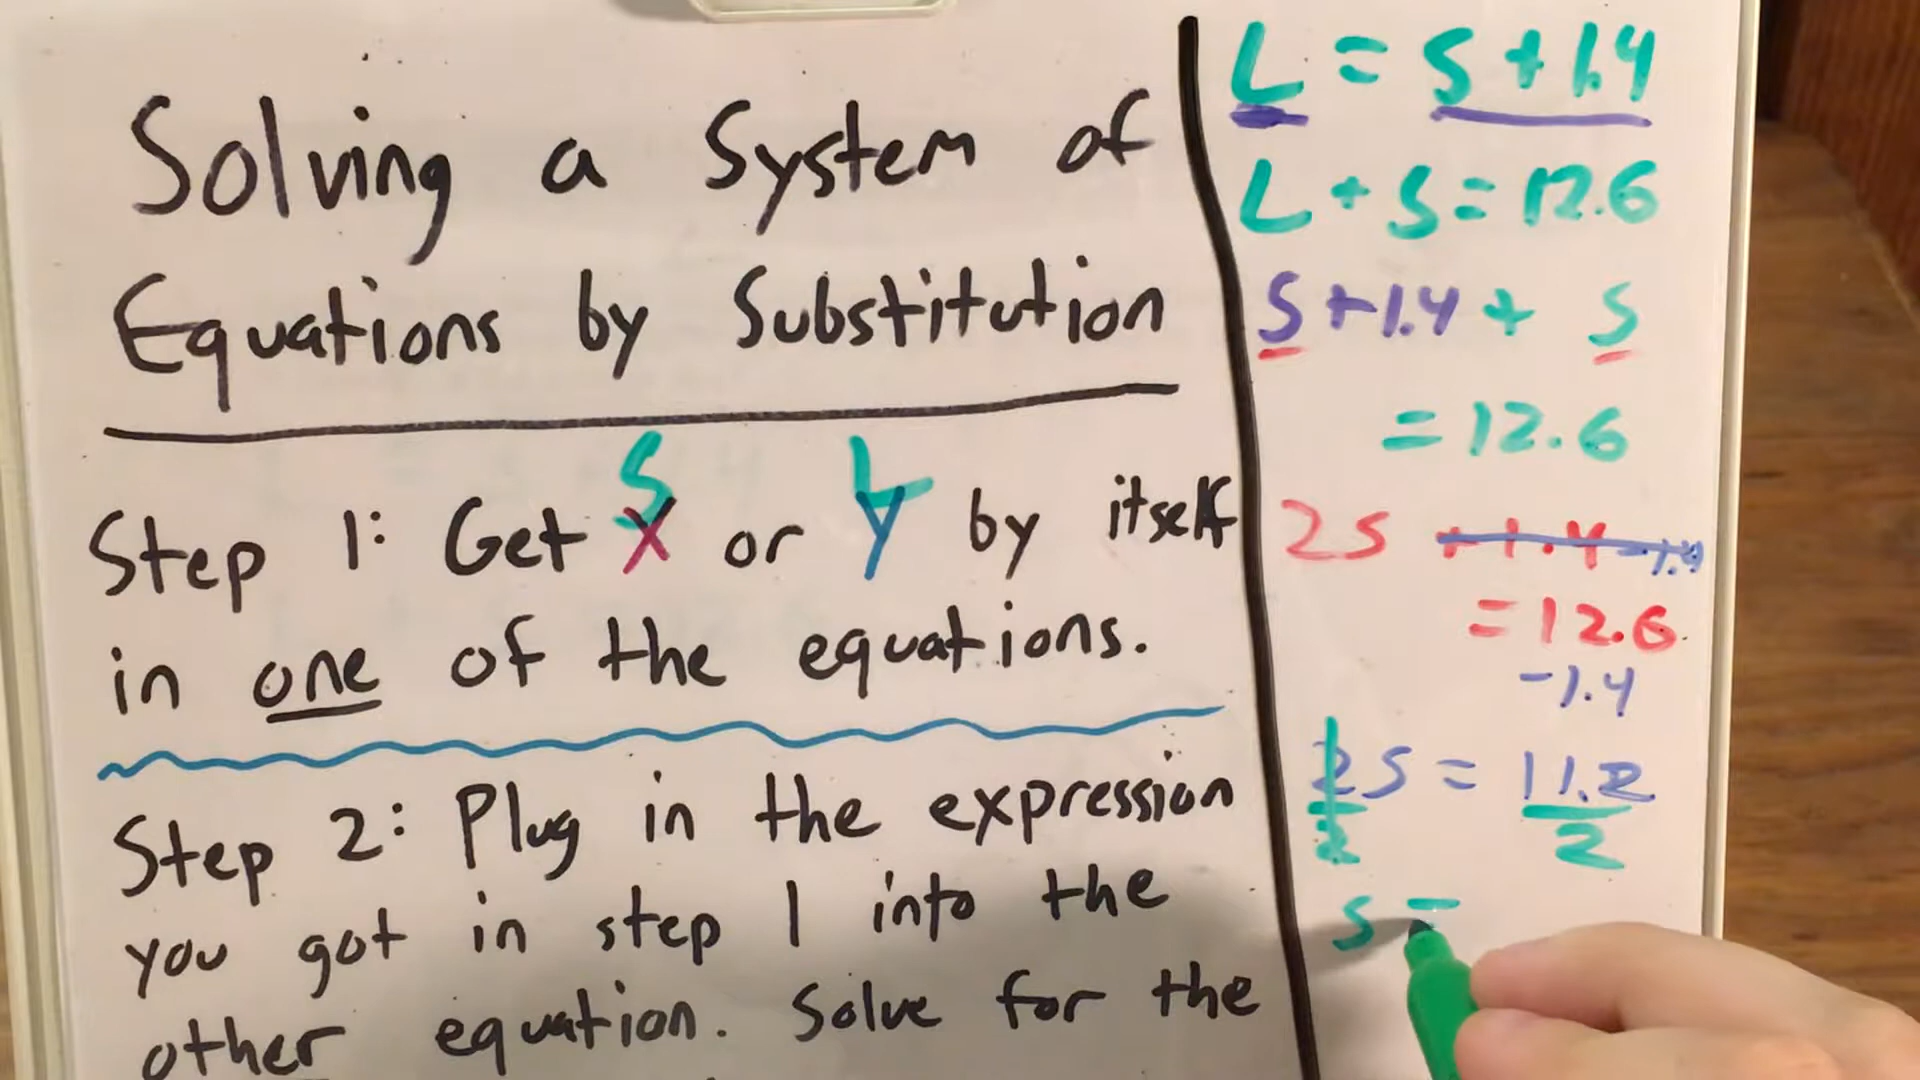 Solving a System of
Equations by Substitution
S L
Step 1: Get X or Y by itself
in one of the equations.
Step 2: Plug in the expression
you got in step 1 into the
other equation. Solve for the
L = S + 1.4
L + S = 12.6
S + 1.4 + S
= 12.6
2S + 1.4 - 1.4
= 12.6
- 1.4
2S = 11.2
2 2
S =